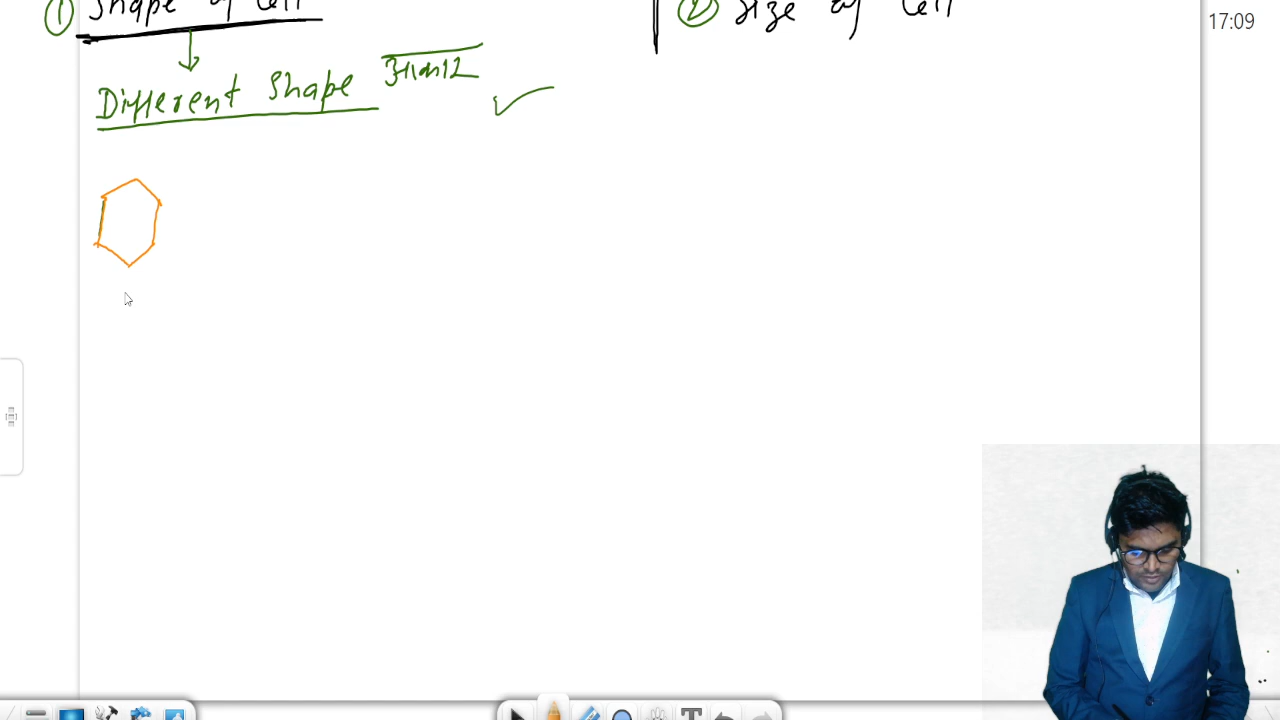 ① Shape of Cell
② Size of Cell
17:09
Different Shape आकार
T